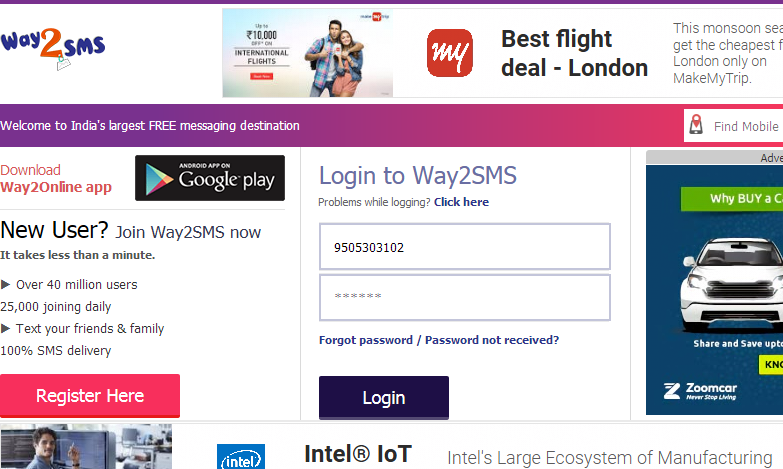 way2sms
Up to
₹10,000
OFF* ON
INTERNATIONAL
FLIGHTS
Book Now
make my trip
my
Best flight
deal - London
This monsoon sea
get the cheapest f
London only on
MakeMyTrip.
Welcome to India's largest FREE messaging destination
Find Mobile
Download
Way2Online app
ANDROID APP ON
Google play
New User? Join Way2SMS now
It takes less than a minute.
Over 40 million users
25,000 joining daily
Text your friends & family
100% SMS delivery
Register Here
Login to Way2SMS
Problems while logging? Click here
9505303102
******
Forgot password / Password not received?
Login
Adve
Why BUY a Ca
Share and Save upto
KNO
Zoomcar
Never Stop Living
intel
Intel® IoT
Intel's Large Ecosystem of Manufacturing